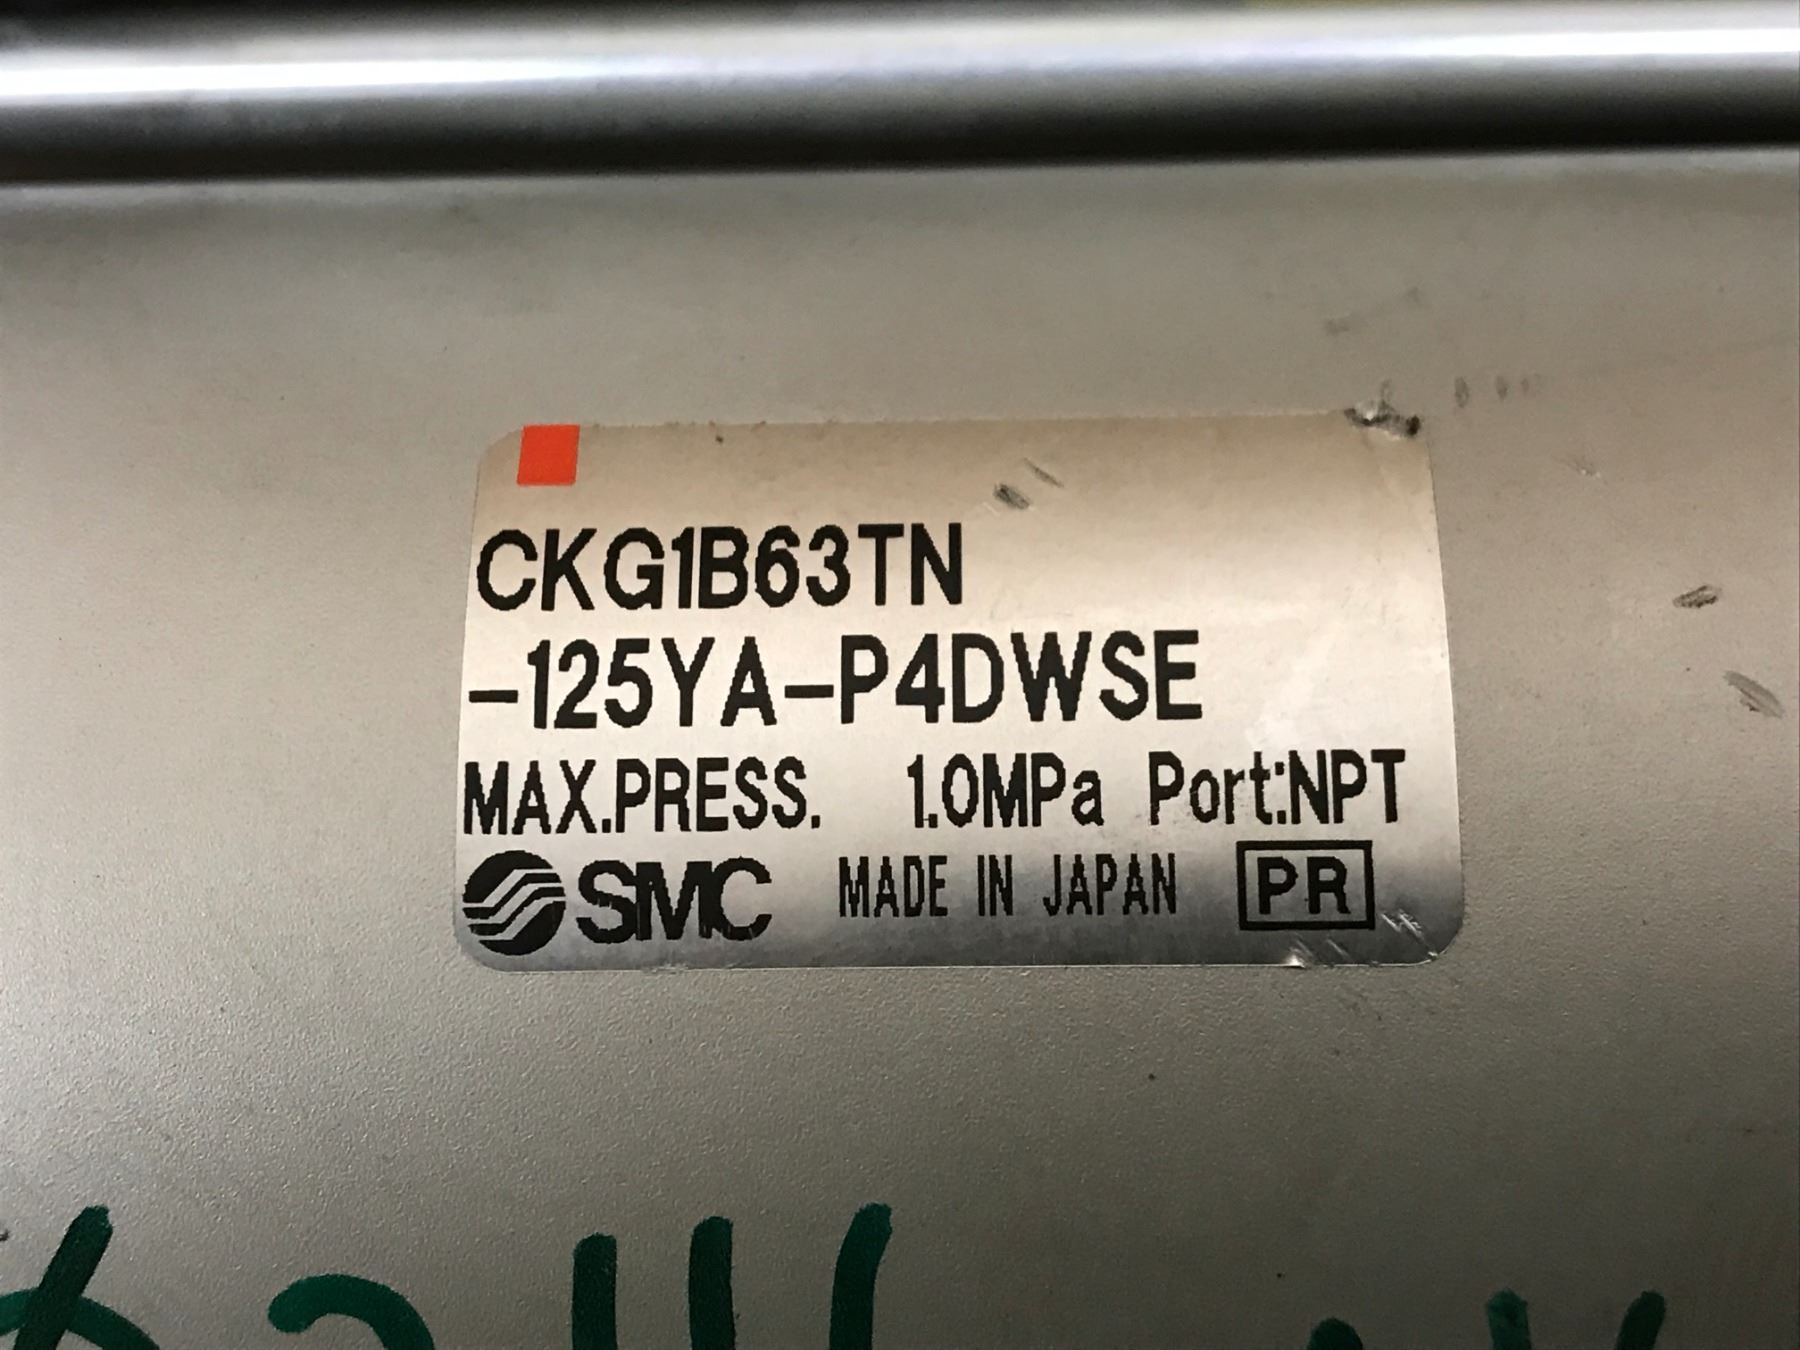 CKG1B63TN
-125YA-P4DWSE
MAX.PRESS. 1.0MPa Port:NPT
SMC MADE IN JAPAN PR